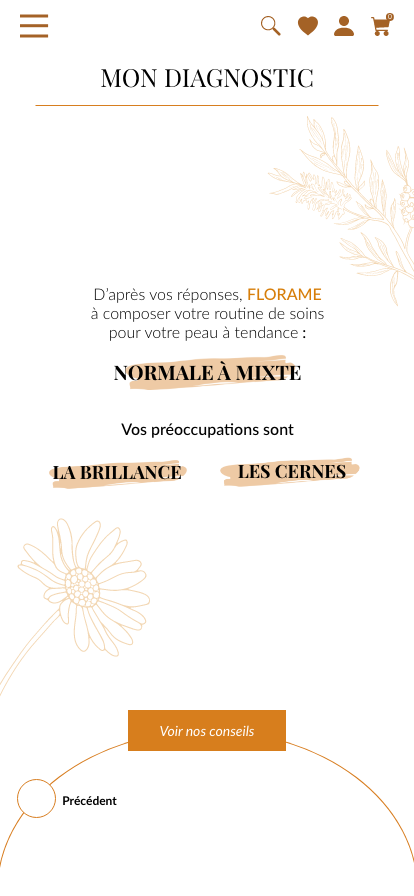 0
MON DIAGNOSTIC
D'après vos réponses, FLORAME
à composer votre routine de soins
pour votre peau à tendance :
NORMALE À MIXTE
Vos préoccupations sont
LA BRILLANCE
LES CERNES
Voir nos conseils
Précédent